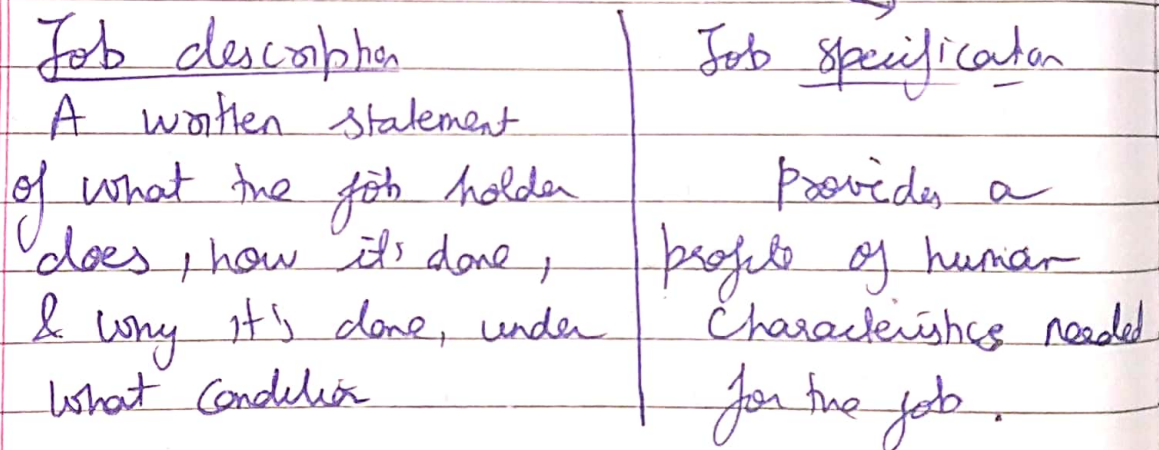 Job description
A written statement
of what the job holder
does, how it's done,
& why it's done, under
what condition
Job specification
Provides a
profile of human
characteristics needed
for the job.